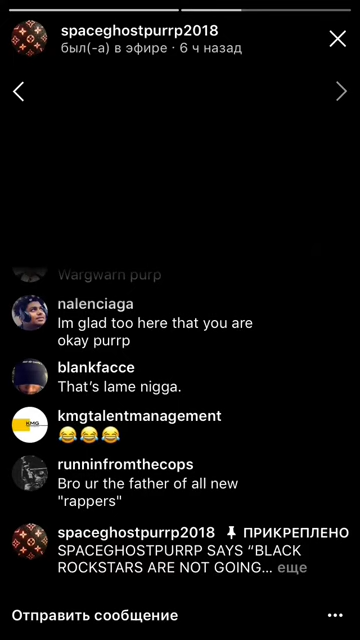 spaceghostpurrp2018
был(-а) в эфире · 6 ч назад
Wargwarn purp
nalenciaga
Im glad too here that you are
okay purrp
blankfacce
That’s lame nigga.
kmgtalentmanagement
😂😂😂
runninfromthecops
Bro ur the father of all new
"rappers"
spaceghostpurrp2018 ПРИКРЕПЛЕНО
SPACEGHOSTPURRP SAYS “BLACK
ROCKSTARS ARE NOT GOING... еще
Отправить сообщение